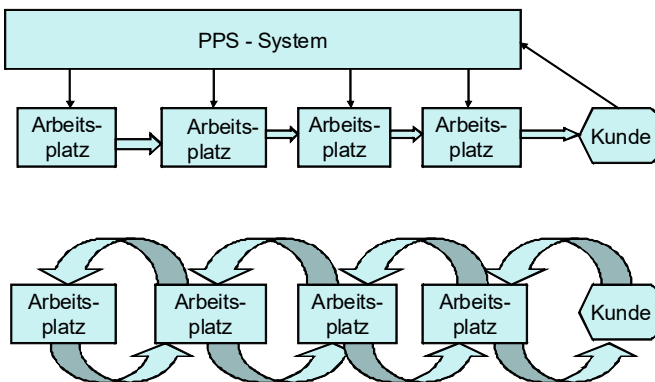 PPS - System
Arbeits-
platz
Arbeits-
platz
Arbeits-
platz
Arbeits-
platz
Kunde
Arbeits-
platz
Arbeits-
platz
Arbeits-
platz
Arbeits-
platz
Kunde